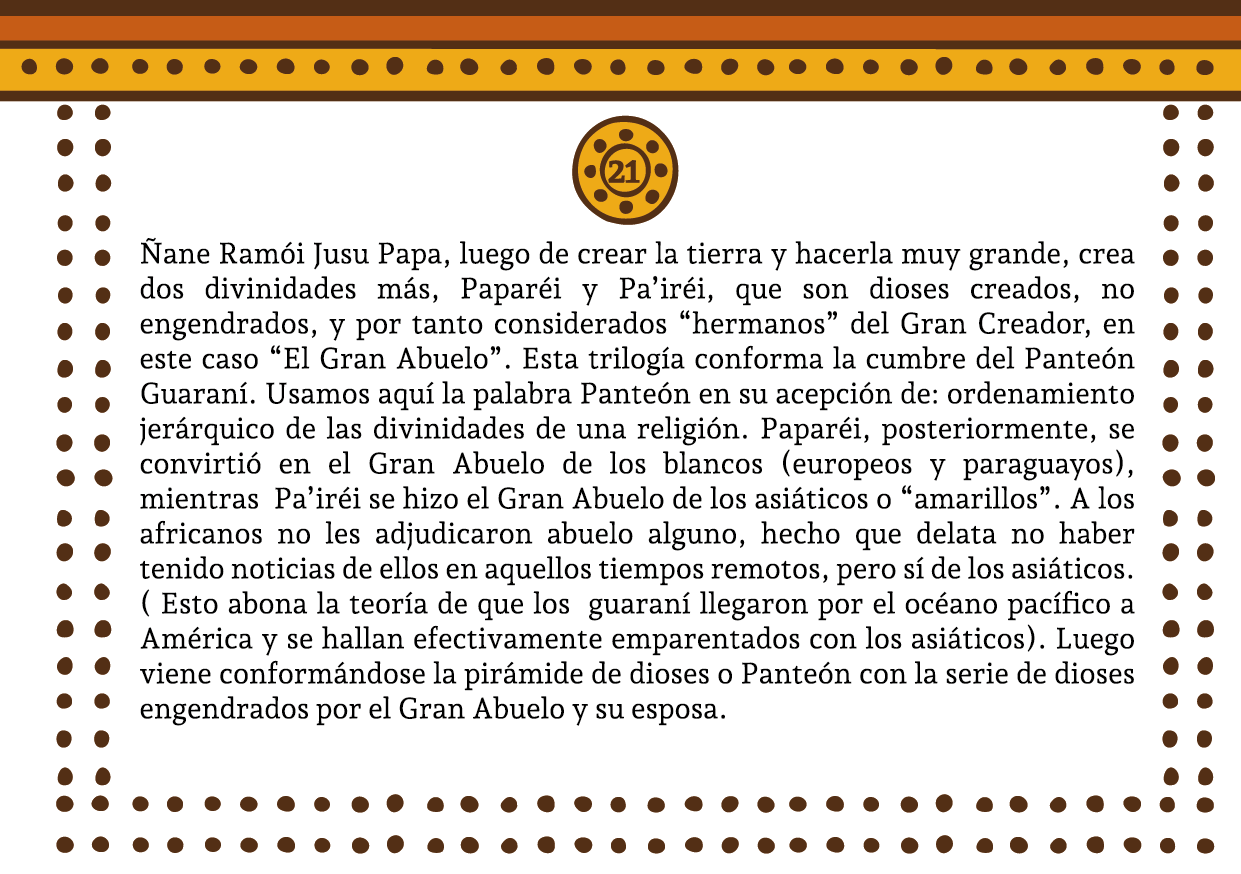 21
Ñane Ramói Jusu Papa, luego de crear la tierra y hacerla muy grande, crea
dos divinidades más, Paparéi y Pa’iréi, que son dioses creados, no
engendrados, y por tanto considerados “hermanos” del Gran Creador, en
este caso “El Gran Abuelo”. Esta trilogía conforma la cumbre del Panteón
Guaraní. Usamos aquí la palabra Panteón en su acepción de: ordenamiento
jerárquico de las divinidades de una religión. Paparéi, posteriormente, se
convirtió en el Gran Abuelo de los blancos (europeos y paraguayos),
mientras  Pa’iréi se hizo el Gran Abuelo de los asiáticos o “amarillos”. A los
africanos no les adjudicaron abuelo alguno, hecho que delata no haber
tenido noticias de ellos en aquellos tiempos remotos, pero sí de los asiáticos.
( Esto abona la teoría de que los  guaraní llegaron por el océano pacífico a
América y se hallan efectivamente emparentados con los asiáticos). Luego
viene conformándose la pirámide de dioses o Panteón con la serie de dioses
engendrados por el Gran Abuelo y su esposa.